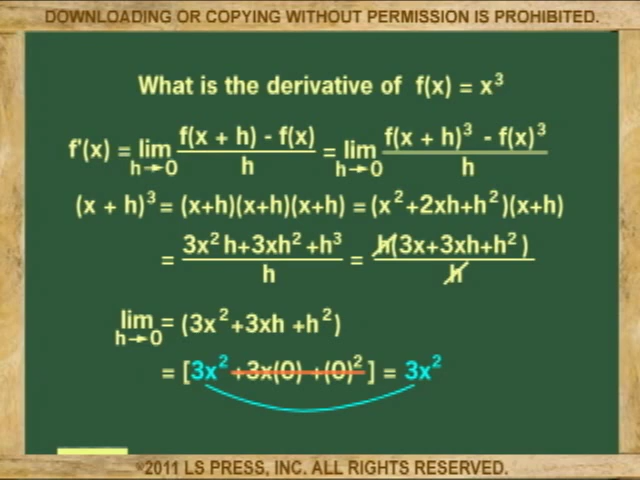 DOWNLOADING OR COPYING WITHOUT PERMISSION IS PROHIBITED.
What is the derivative of f(x) = x³
f'(x) = lim h→0 f(x + h) - f(x) / h = lim h→0 f(x + h)³ - f(x)³ / h
(x + h)³ = (x+h)(x+h)(x+h) = (x²+2xh+h²)(x+h)
= 3x²h+3xh²+h³ / h = h(3x+3xh+h²) / h
lim h→0 = (3x²+3xh +h²)
= [3x²+3x(0) +(0)²] = 3x²
©2011 LS PRESS, INC. ALL RIGHTS RESERVED.